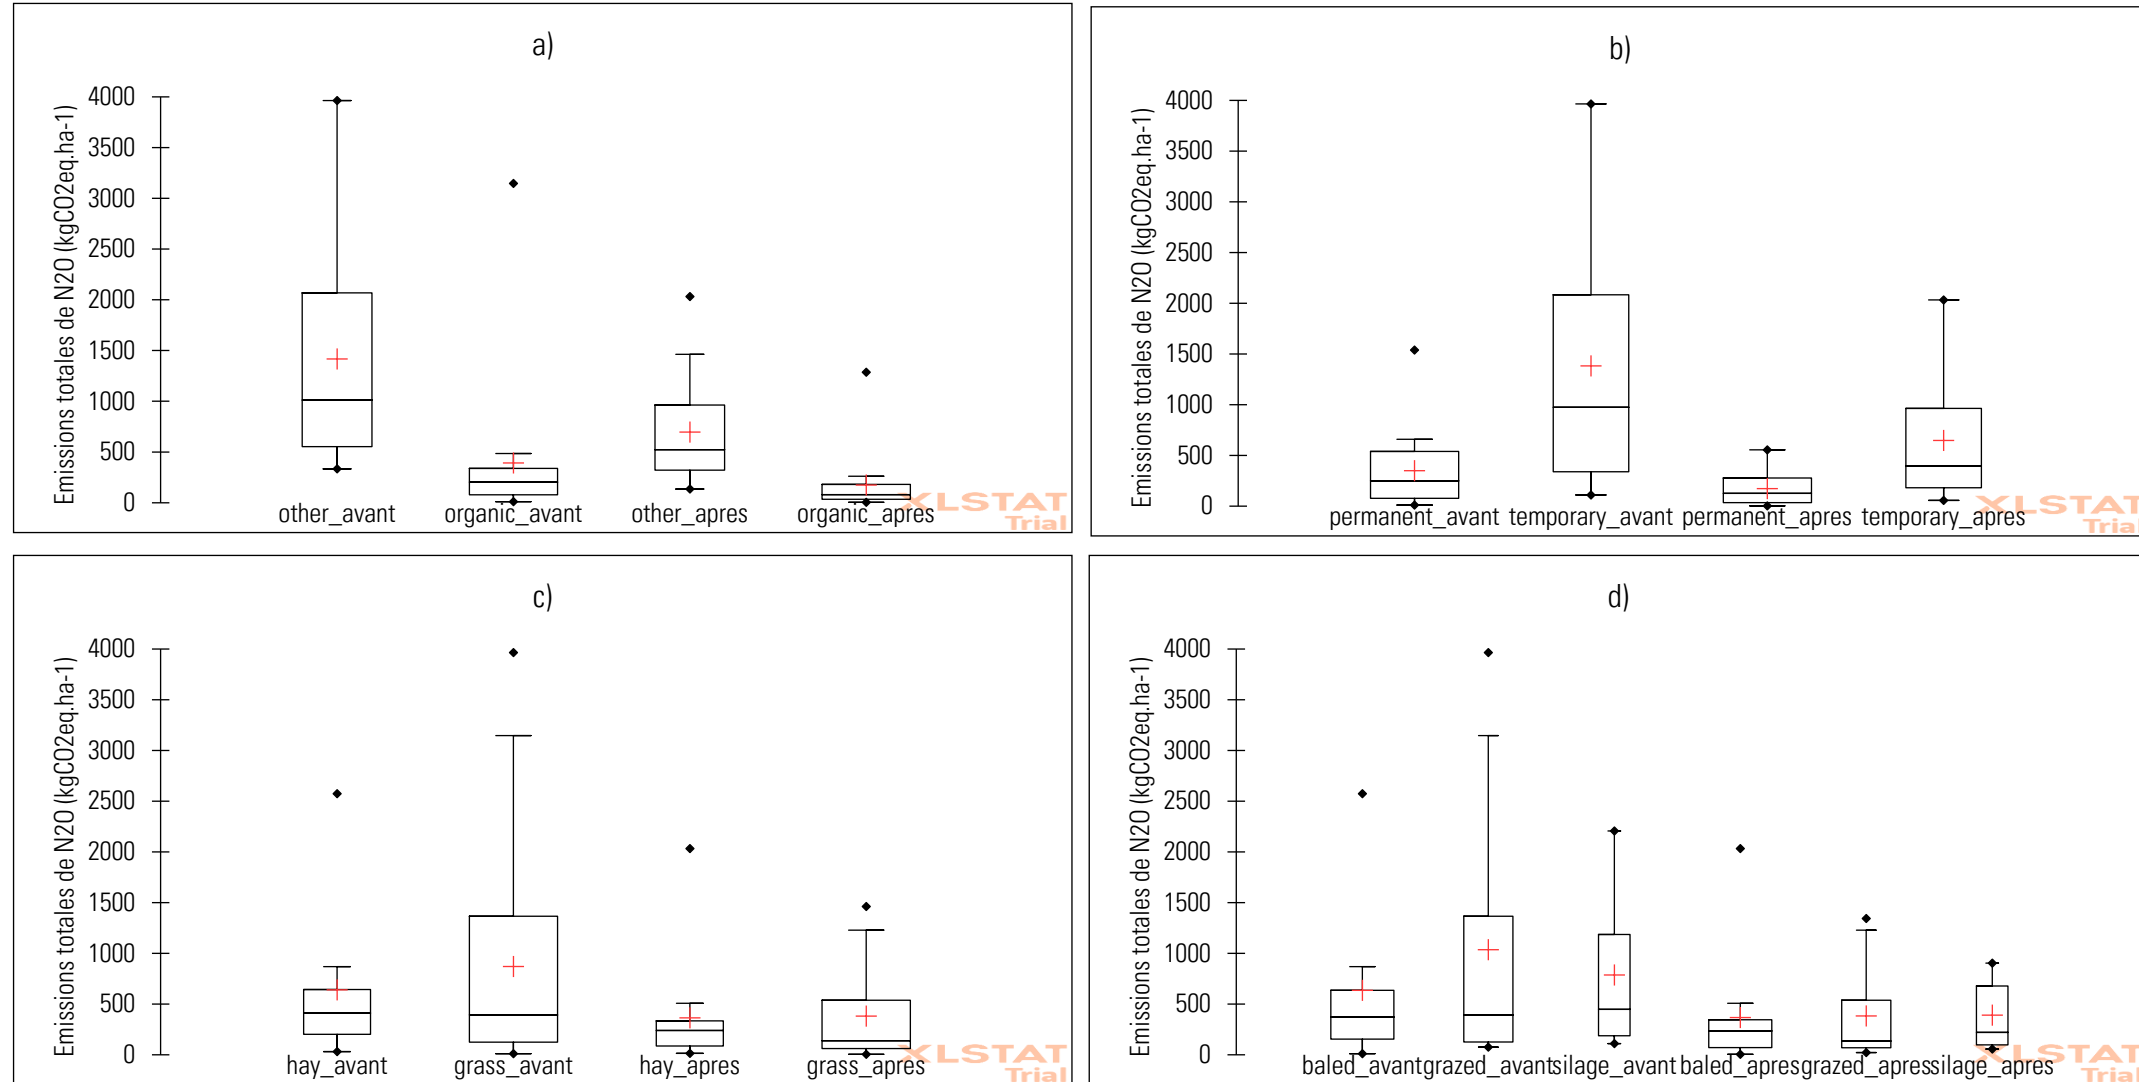 a)
Emissions totales de N2O (kgCO2eq.ha-1)
4000
3500
3000
2500
2000
1500
1000
500
0
other_avant organic_avant other_apres organic_apres
XLSTAT
Trial
b)
Emissions totales de N2O (kgCO2eq.ha-1)
4000
3500
3000
2500
2000
1500
1000
500
0
permanent_avant temporary_avant permanent_apres temporary_apres
XLSTAT
Trial
c)
Emissions totales de N2O (kgCO2eq.ha-1)
4000
3500
3000
2500
2000
1500
1000
500
0
hay_avant grass_avant hay_apres grass_apres
XLSTAT
Trial
d)
Emissions totales de N2O (kgCO2eq.ha-1)
4000
3500
3000
2500
2000
1500
1000
500
0
baled_avant grazed_avant silage_avant baled_apres grazed_apres silage_apres
XLSTAT
Trial